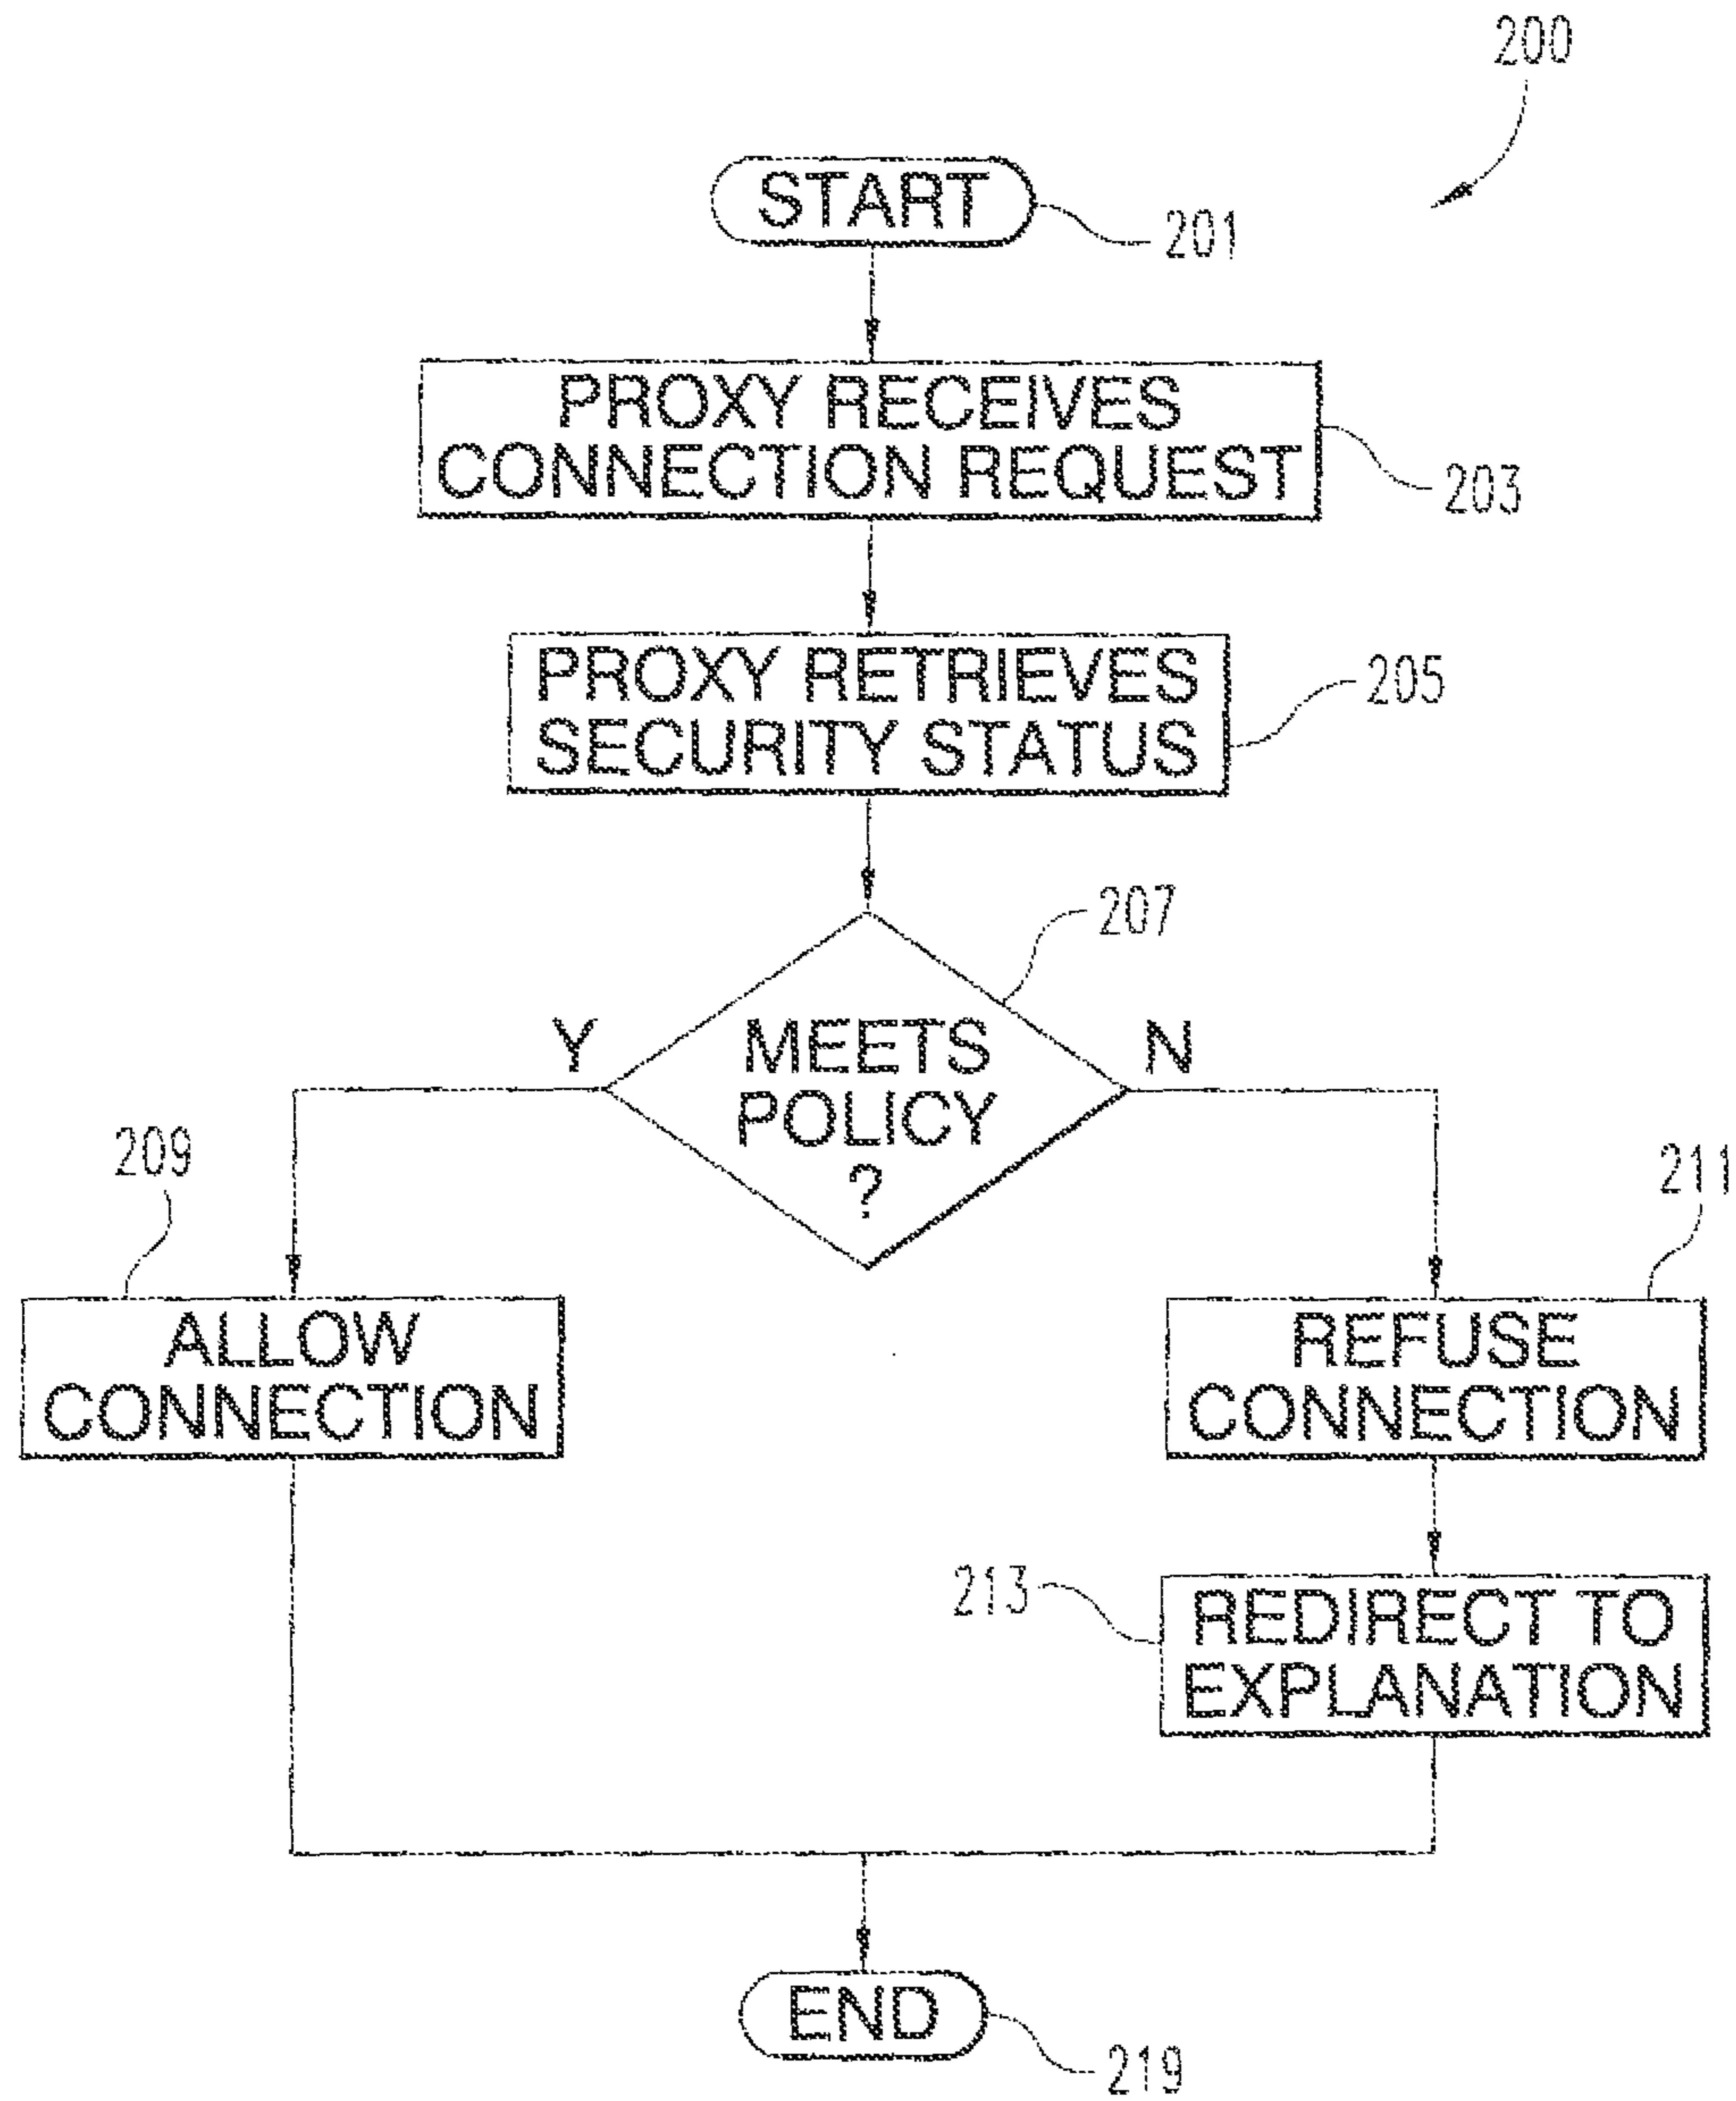 200
START
201
PROXY RECEIVES
CONNECTION REQUEST
203
PROXY RETRIEVES
SECURITY STATUS
205
207
Y
MEETS
POLICY
?
N
209
ALLOW
CONNECTION
211
REFUSE
CONNECTION
213
REDIRECT TO
EXPLANATION
END
219